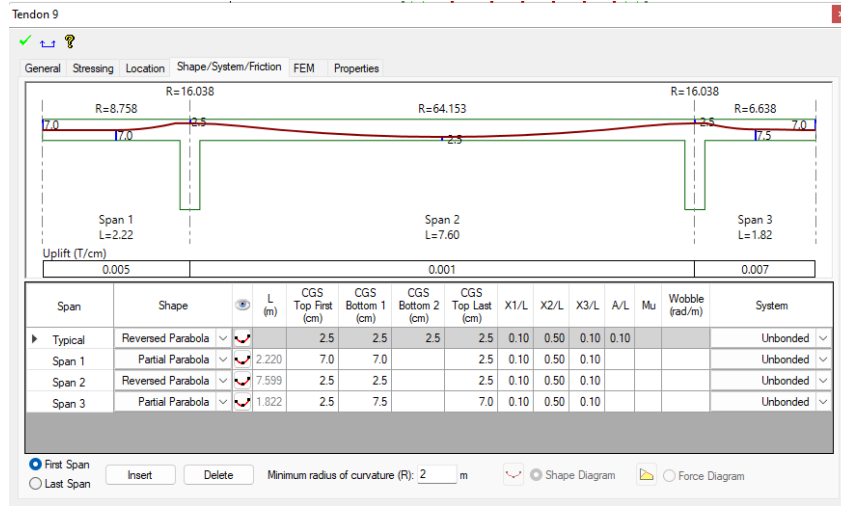 Tendon 9
x
?
General Stressing Location Shape/System/Friction FEM Properties
R=16.038 R=16.038
R=8.758 R=64.153 R=6.638
7.0 2.5 2.5 7.0
7.0 2.5 7.5
Span 1 Span 2 Span 3
L=2.22 L=7.60 L=1.82
Uplift (T/cm)
0.005 0.001 0.007
Span Shape L (m) CGS Top First (cm) CGS Bottom 1 (cm) CGS Bottom 2 (cm) CGS Top Last (cm) X1/L X2/L X3/L A/L Mu Wobble (rad/m) System
Typical Reversed Parabola 2.5 2.5 2.5 2.5 0.10 0.50 0.10 0.10 Unbonded
Span 1 Partial Parabola 2.220 7.0 7.0 2.5 0.10 0.50 0.10 Unbonded
Span 2 Reversed Parabola 7.599 2.5 2.5 2.5 0.10 0.50 0.10 Unbonded
Span 3 Partial Parabola 1.822 2.5 7.5 7.0 0.10 0.50 0.10 Unbonded
First Span
Last Span
Insert Delete Minimum radius of curvature (R): 2 m Shape Diagram Force Diagram